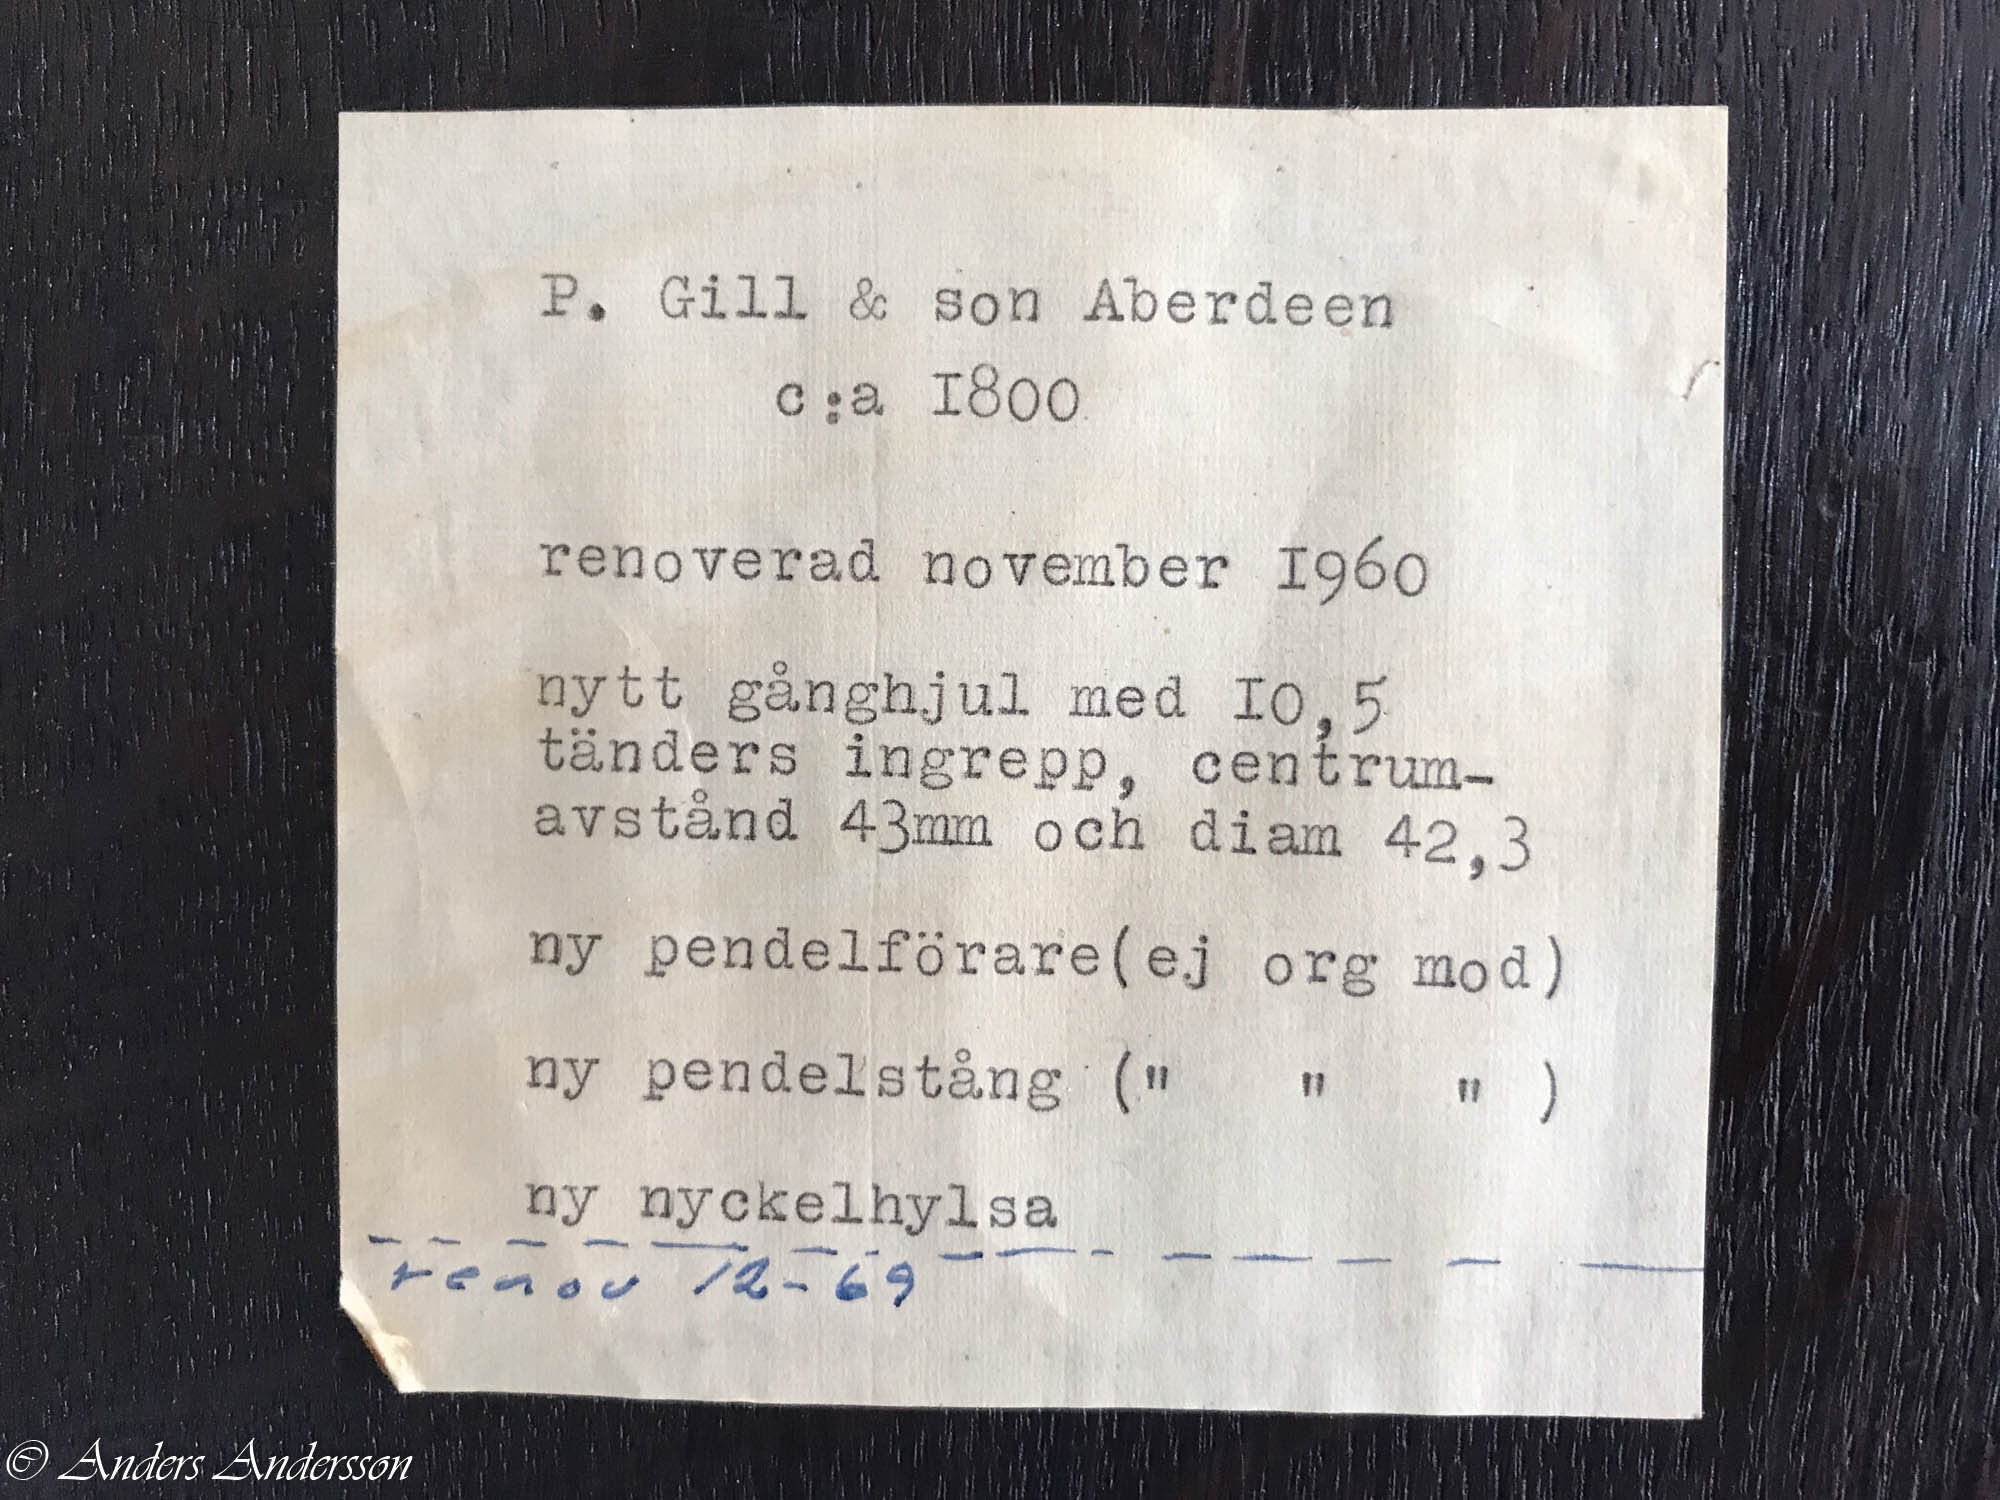 P. Gill & son Aberdeen
c:a I800
renoverad november I960
nytt gånghjul med I0,5
tänders ingrepp, centrum-
avstånd 43mm och diam 42,3
ny pendelförare(ej org mod)
ny pendelstång (" " " )
ny nyckelhylsa
renov 12-69
© Anders Andersson